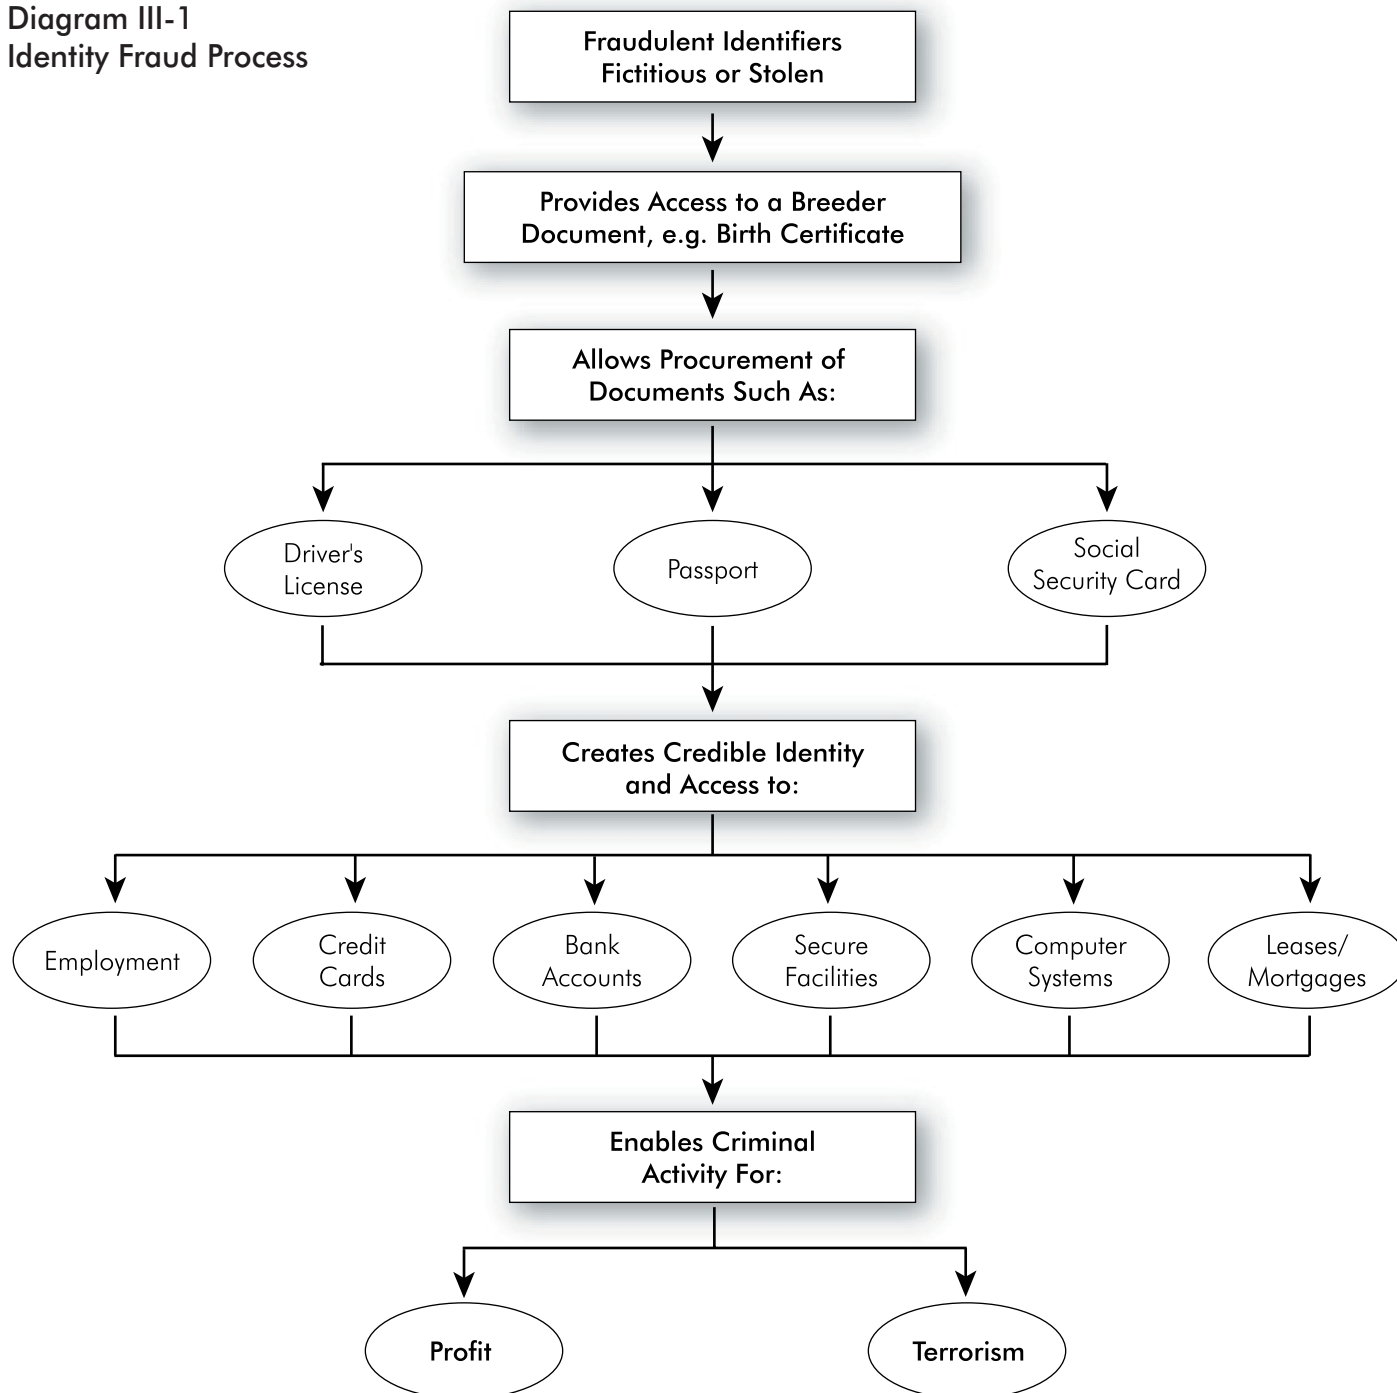 Diagram III-1
Identity Fraud Process
Fraudulent Identifiers
Fictitious or Stolen
Provides Access to a Breeder
Document, e.g. Birth Certificate
Allows Procurement of
Documents Such As:
Driver's
License
Passport
Social
Security Card
Creates Credible Identity
and Access to:
Employment
Credit
Cards
Bank
Accounts
Secure
Facilities
Computer
Systems
Leases/
Mortgages
Enables Criminal
Activity For:
Profit
Terrorism